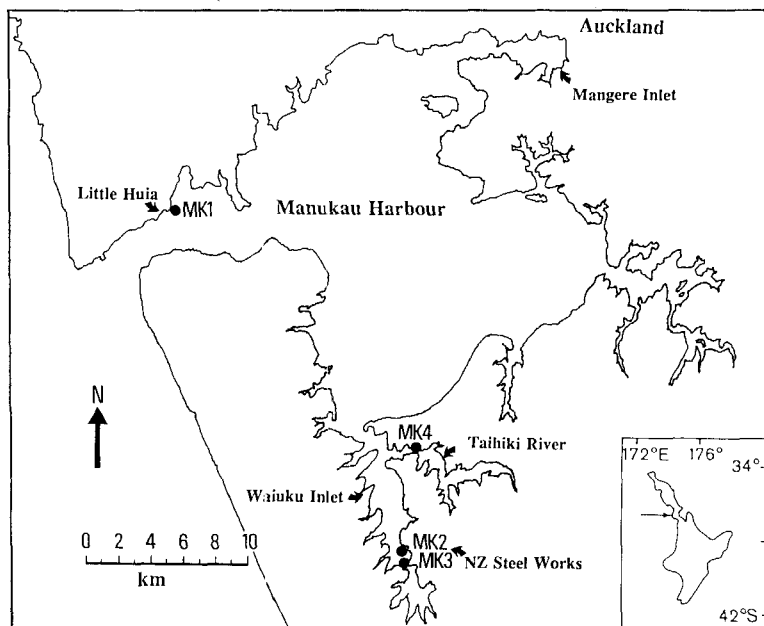 Auckland
Mangere Inlet
Little Huia
MK1
Manukau Harbour
N
MK4
Taihiki River
172°E 176° 34°
Waiuku Inlet
0 2 4 6 8 10
km
MK2
NZ Steel Works
MK3
42°S